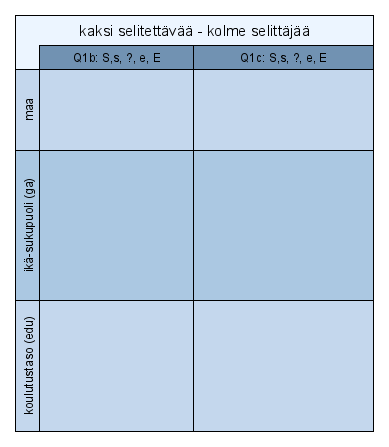 kaksi selitettävää - kolme selittäjää
Q1b: S,s, ?, e, E
Q1c: S,s, ?, e, E
maa
ikä-sukupuoli (ga)
koulutustaso (edu)